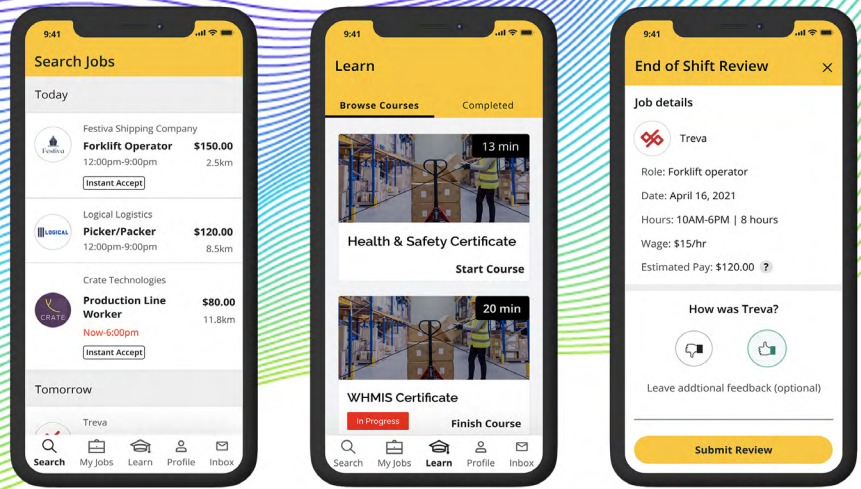 9:41
Search Jobs
Today
Festiva Shipping Company
Festiva
Forklift Operator $150.00
12:00pm-9:00pm 2.5km
Instant Accept
Logical Logistics
LOGICAL
Picker/Packer $120.00
12:00pm-9:00pm 8.5km
Crate Technologies
CRATE
Production Line $80.00
Worker 11.8km
Now-6:00pm
Instant Accept
Tomorrow
Treva
Search My Jobs Learn Profile Inbox
9:41
Learn
Browse Courses Completed
13 min
Health & Safety Certificate
Start Course
20 min
WHMIS Certificate
In Progress Finish Course
Search My Jobs Learn Profile Inbox
9:41
End of Shift Review
Job details
Treva
Role: Forklift operator
Date: April 16, 2021
Hours: 10AM-6PM | 8 hours
Wage: $15/hr
Estimated Pay: $120.00 ?
How was Treva?
Leave addtional feedback (optional)
Submit Review